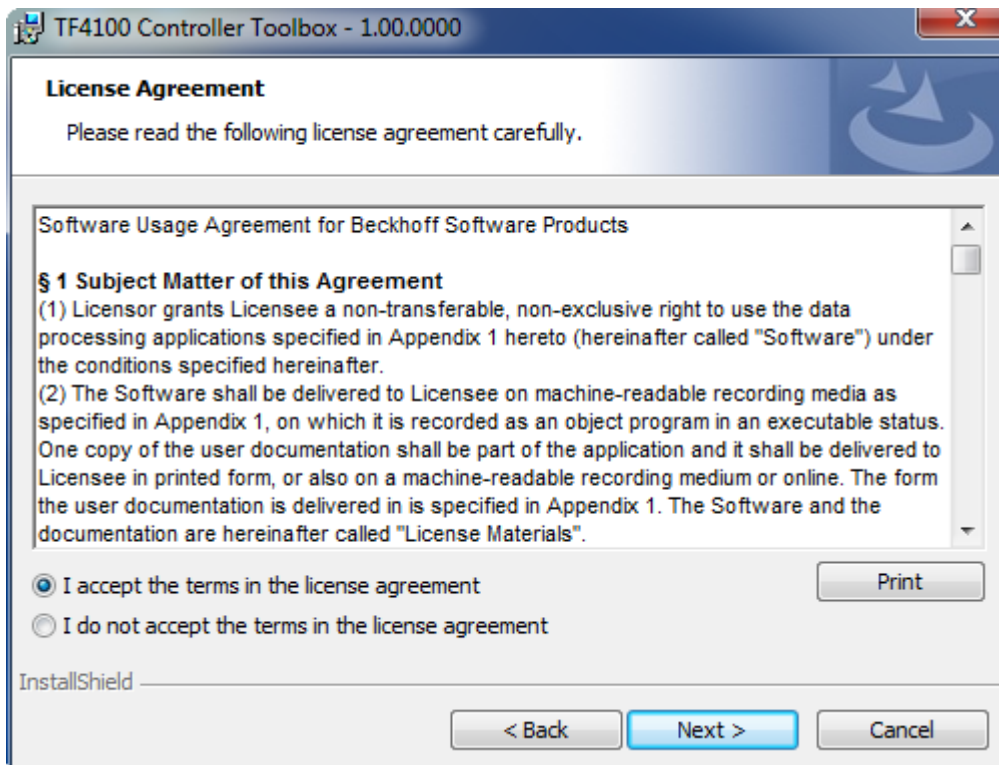 TF4100 Controller Toolbox - 1.00.0000
License Agreement
Please read the following license agreement carefully.
Software Usage Agreement for Beckhoff Software Products
§ 1 Subject Matter of this Agreement
(1) Licensor grants Licensee a non-transferable, non-exclusive right to use the data
processing applications specified in Appendix 1 hereto (hereinafter called "Software") under
the conditions specified hereinafter.
(2) The Software shall be delivered to Licensee on machine-readable recording media as
specified in Appendix 1, on which it is recorded as an object program in an executable status.
One copy of the user documentation shall be part of the application and it shall be delivered to
Licensee in printed form, or also on a machine-readable recording medium or online. The form
the user documentation is delivered in is specified in Appendix 1. The Software and the
documentation are hereinafter called "License Materials".
I accept the terms in the license agreement
Print
I do not accept the terms in the license agreement
InstallShield
< Back
Next >
Cancel